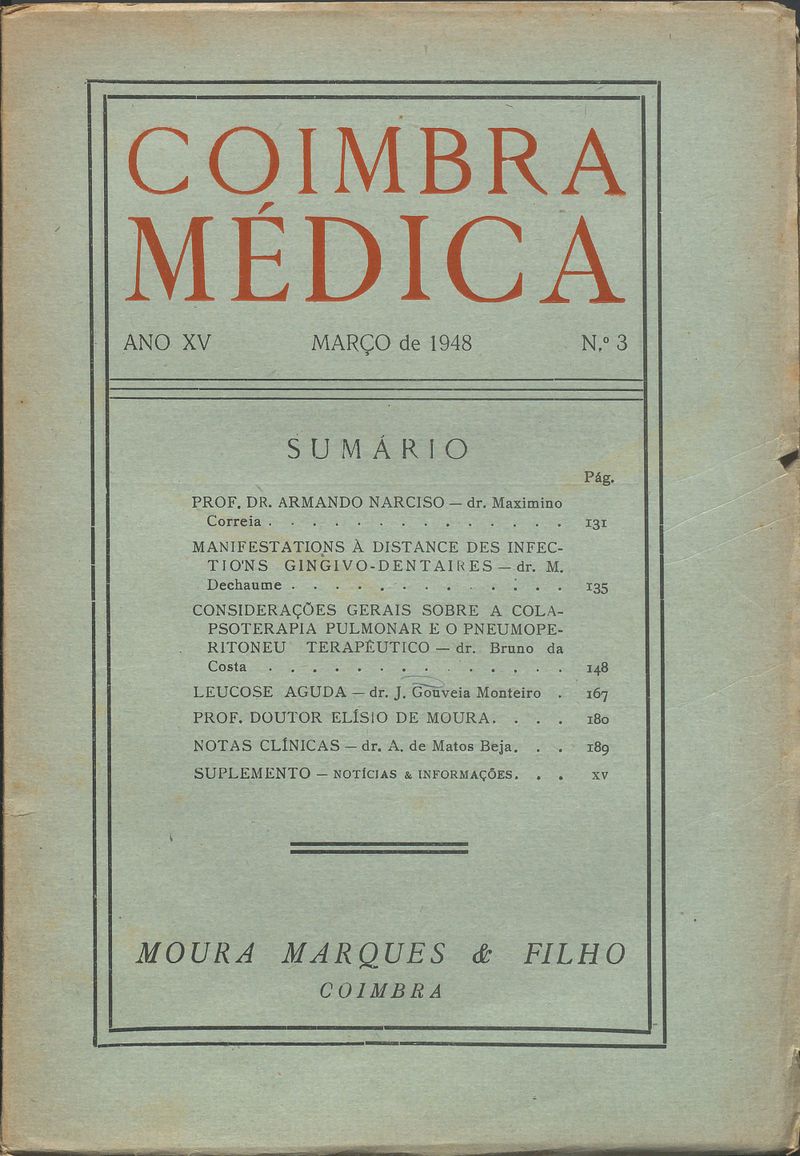 COIMBRA
MÉDICA
ANO XV MARÇO de 1948 N.º 3
SUMÁRIO
Pág.
PROF. DR. ARMANDO NARCISO — dr. Maximino
Correia . . . . . . . . . . . . . . 131
MANIFESTATIONS À DISTANCE DES INFEC-
TIONS GINGIVO-DENTAIRES — dr. M.
Dechaume . . . . . . . . . . . . . 135
CONSIDERAÇÕES GERAIS SOBRE A COLA-
PSOTERAPIA PULMONAR E O PNEUMOPE-
RITONEU TERAPÊUTICO — dr. Bruno da
Costa . . . . . . . . . . . . . . 148
LEUCOSE AGUDA — dr. J. Gouveia Monteiro . 167
PROF. DOUTOR ELÍSIO DE MOURA. . . . 180
NOTAS CLÍNICAS — dr. A. de Matos Beja. . . 189
SUPLEMENTO — NOTÍCIAS & INFORMAÇÕES. . . XV
MOURA MARQUES & FILHO
COIMBRA